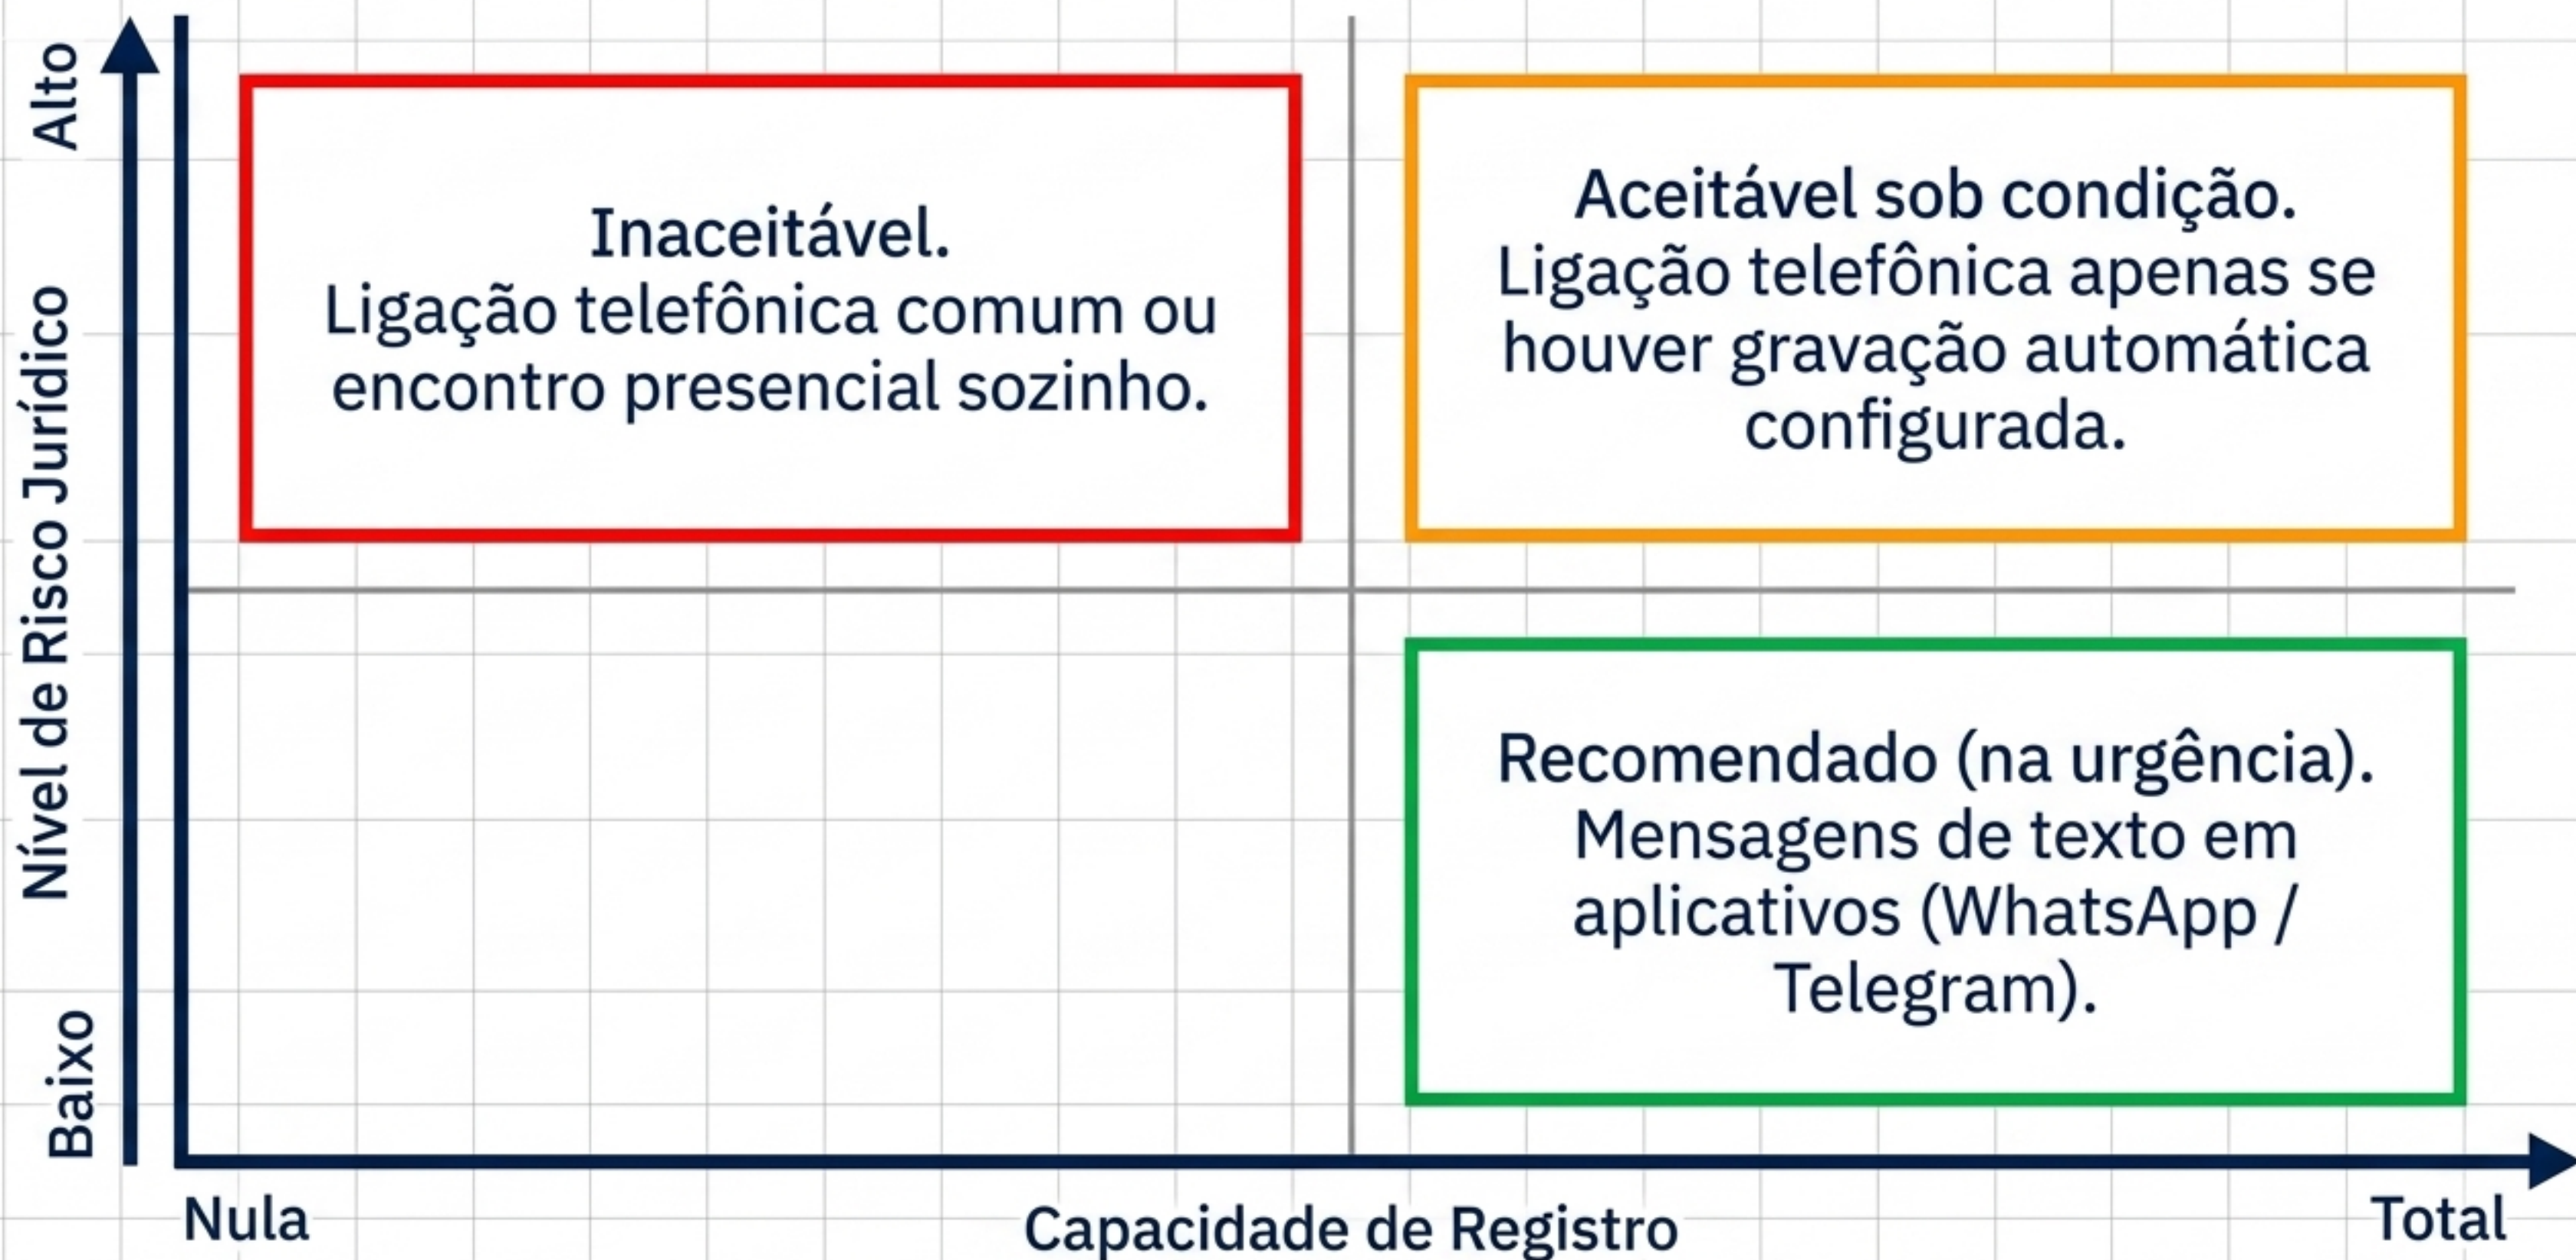 Alto
Nível de Risco Jurídico
Baixo
Inaceitável.
Ligação telefônica comum ou
encontro presencial sozinho.
Aceitável sob condição.
Ligação telefônica apenas se
houver gravação automática
configurada.
Recomendado (na urgência).
Mensagens de texto em
aplicativos (WhatsApp /
Telegram).
Nula
Capacidade de Registro
Total